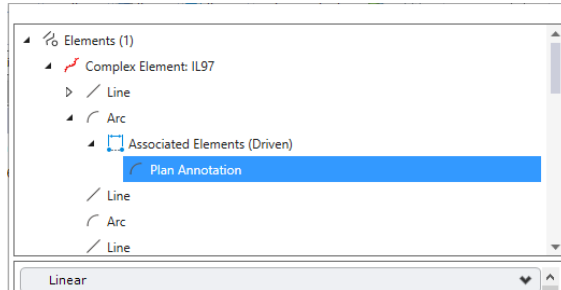 Elements (1)
Complex Element: IL97
Line
Arc
Associated Elements (Driven)
Plan Annotation
Line
Arc
Line
Linear